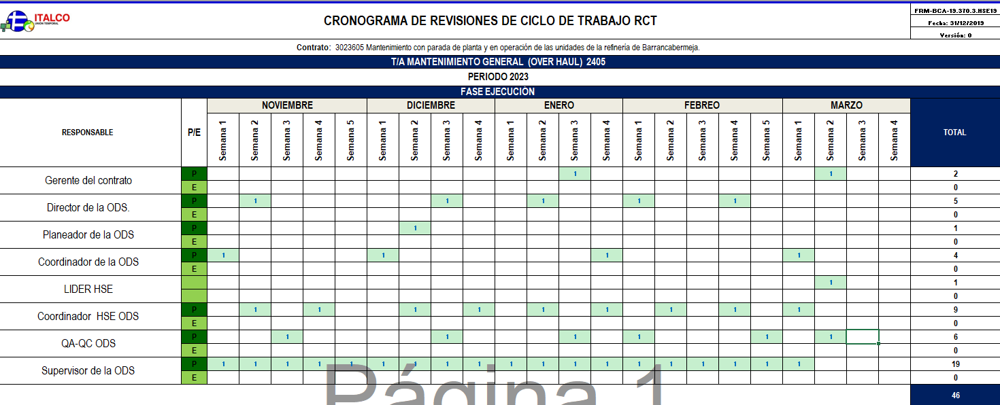 ITALCO
UNION TEMPORAL
CRONOGRAMA DE REVISIONES DE CICLO DE TRABAJO RCT
FRM-BCA-19.370.3.HSE19
Fecha: 31/12/2019
Versión: 0
Contrato: 3023605 Mantenimiento con parada de planta y en operación de las unidades de la refinería de Barrancabermeja.
T/A MANTENIMIENTO GENERAL (OVER HAUL) 2405
PERIODO 2023
FASE EJECUCIÓN
RESPONSABLE P/E NOVIEMBRE DICIEMBRE ENERO FEBREO MARZO TOTAL
Semana 1 Semana 2 Semana 3 Semana 4 Semana 5 Semana 1 Semana 2 Semana 3 Semana 4 Semana 1 Semana 2 Semana 3 Semana 4 Semana 1 Semana 2 Semana 3 Semana 4 Semana 5 Semana 1 Semana 2 Semana 3 Semana 4
Gerente del contrato P 1 1 2
E 0
Director de la ODS. P 1 1 1 1 1 5
E 0
Planeador de la ODS P 1 1
E 0
Coordinador de la ODS P 1 1 1 1 4
E 0
LIDER HSE 1 1
0
Coordinador HSE ODS P 1 1 1 1 1 1 1 1 1 9
E 0
QA-QC ODS P 1 1 1 1 1 1 6
E 0
Supervisor de la ODS P 1 1 1 1 1 1 1 1 1 1 1 1 1 1 1 1 1 1 1 19
E 0
46
Página 1